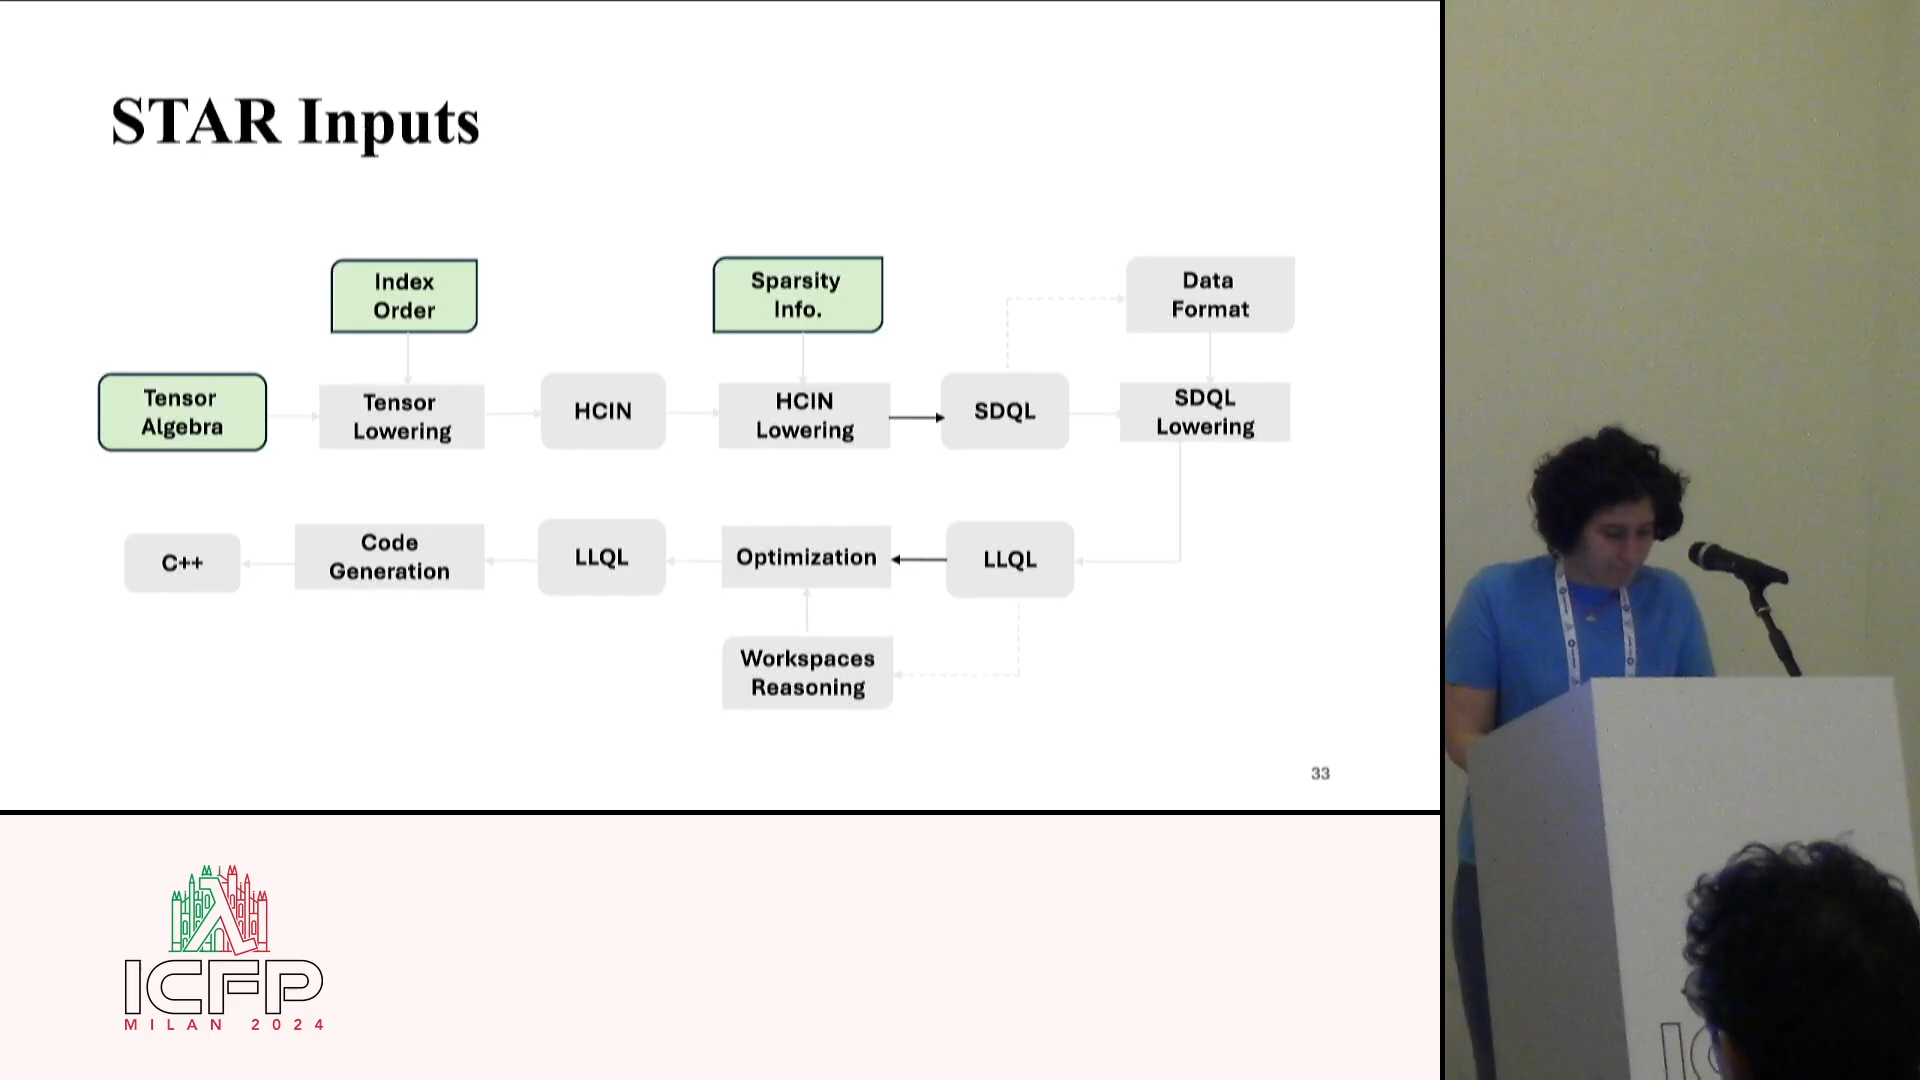 STAR Inputs
Index
Order
Sparsity
Info.
Data
Format
Tensor
Algebra
Tensor
Lowering
HCIN
HCIN
Lowering
SDQL
SDQL
Lowering
C++
Code
Generation
LLQL
Optimization
LLQL
Workspaces
Reasoning
33
ICFP
MILAN 2024